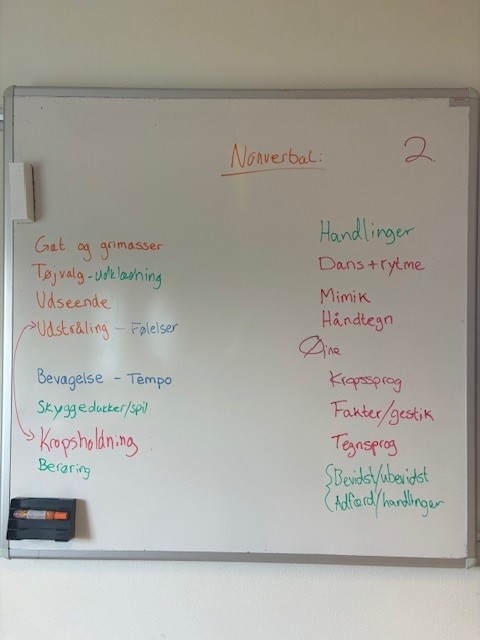 Nonverbal: 2.
Gøt og grimasser
Tøjvalg - udklædning
Udseende
Udstråling - Følelser
Bevægelse - Tempo
Skyggedukker/spil
Kropsholdning
Berøring
Handlinger
Dans + rytme
Mimik
Håndtegn
Øjne
Kropssprog
Fakter/gestik
Tegnsprog
Bevidst/ubevidst
Adfærd/handlinger